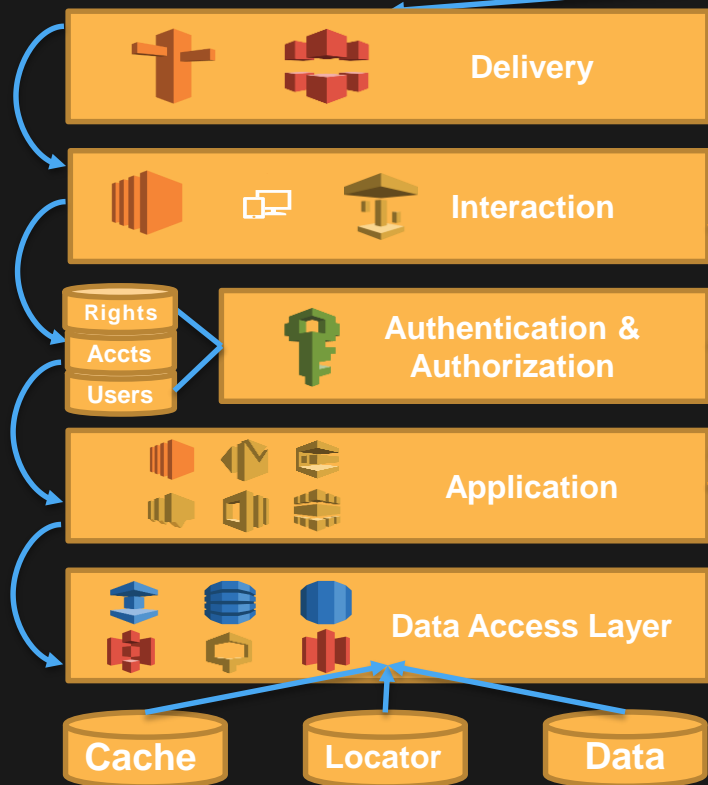 Delivery
Interaction
Rights
Accts
Users
Authentication &
Authorization
Application
Data Access Layer
Cache
Locator
Data